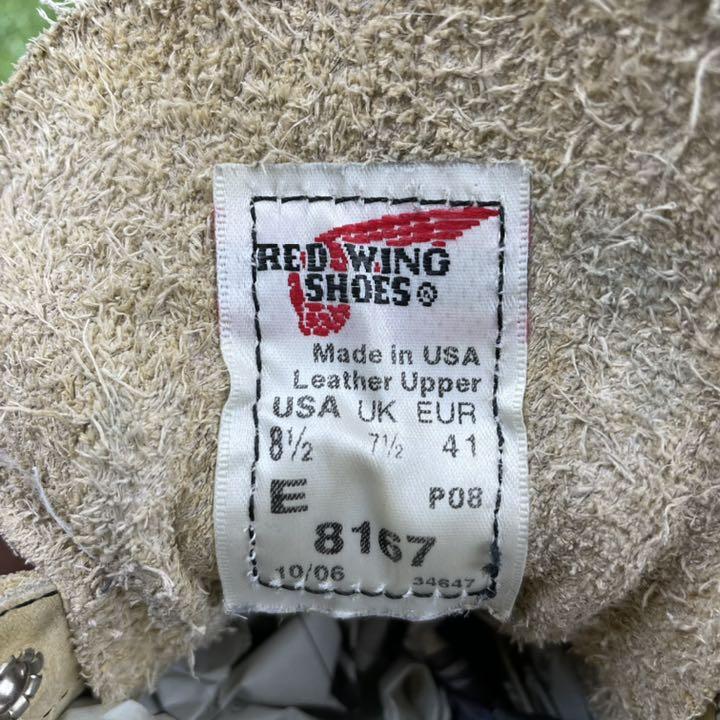 RED WING
SHOES®
Made in USA
Leather Upper
USA UK EUR
8½ 7½ 41
E P08
8167
10/06 34647